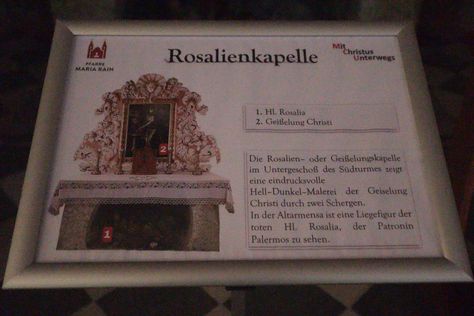 PFARRE
MARIA RAIN
Rosalienkapelle
Mit
Christus
Unterwegs
1. Hl. Rosalia
2. Geißelung Christi
2
1
Die Rosalien- oder Geißelungskapelle
im Untergeschoß des Südturmes zeigt
eine eindrucksvolle
Hell-Dunkel-Malerei der Geiselung
Christi durch zwei Schergen.
In der Altarmensa ist eine Liegefigur der
toten Hl. Rosalia, der Patronin
Palermos zu sehen.